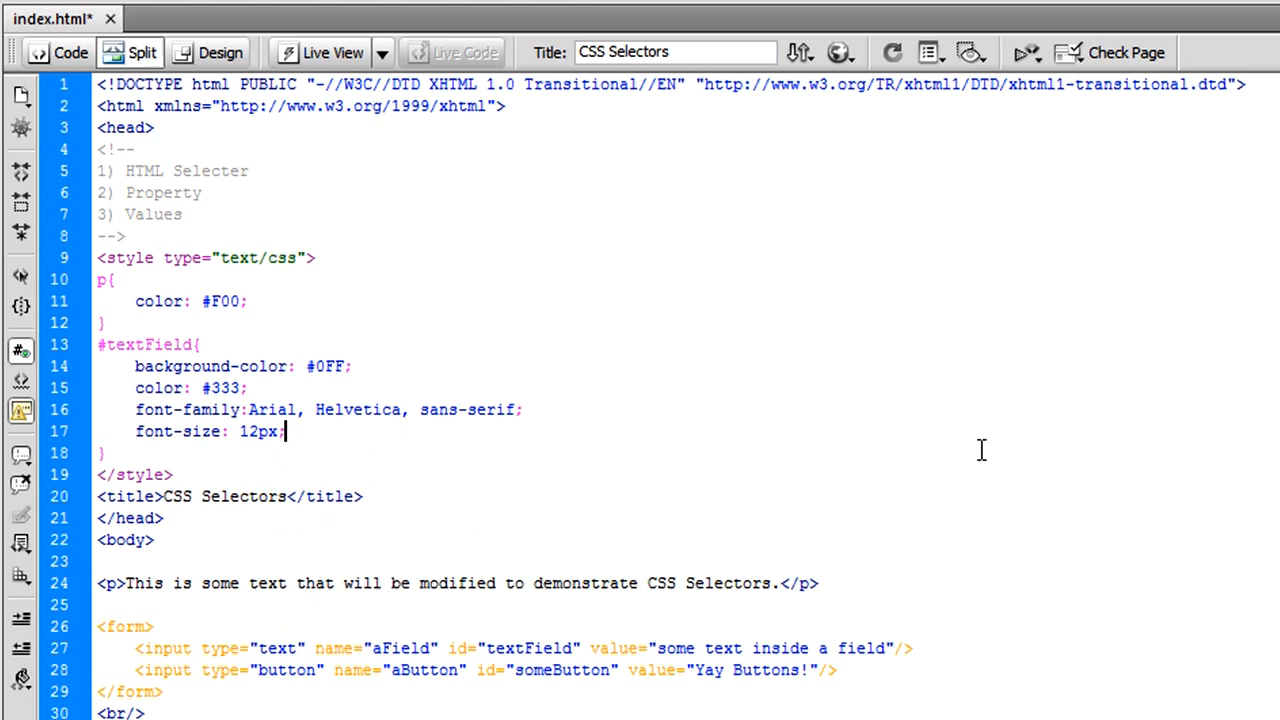 index.html*
Code Split Design Live View Live Code Title: CSS Selectors Check Page
1 <!DOCTYPE html PUBLIC "-//W3C//DTD XHTML 1.0 Transitional//EN" "http://www.w3.org/TR/xhtml1/DTD/xhtml1-transitional.dtd">
2 <html xmlns="http://www.w3.org/1999/xhtml">
3 <head>
4 <!--
5 1) HTML Selecter
6 2) Property
7 3) Values
8 -->
9 <style type="text/css">
10 p{
11 color: #F00;
12 }
13 #textField{
14 background-color: #0FF;
15 color: #333;
16 font-family:Arial, Helvetica, sans-serif;
17 font-size: 12px;
18 }
19 </style>
20 <title>CSS Selectors</title>
21 </head>
22 <body>
23
24 <p>This is some text that will be modified to demonstrate CSS Selectors.</p>
25
26 <form>
27 <input type="text" name="aField" id="textField" value="some text inside a field"/>
28 <input type="button" name="aButton" id="someButton" value="Yay Buttons!"/>
29 </form>
30 <br/>